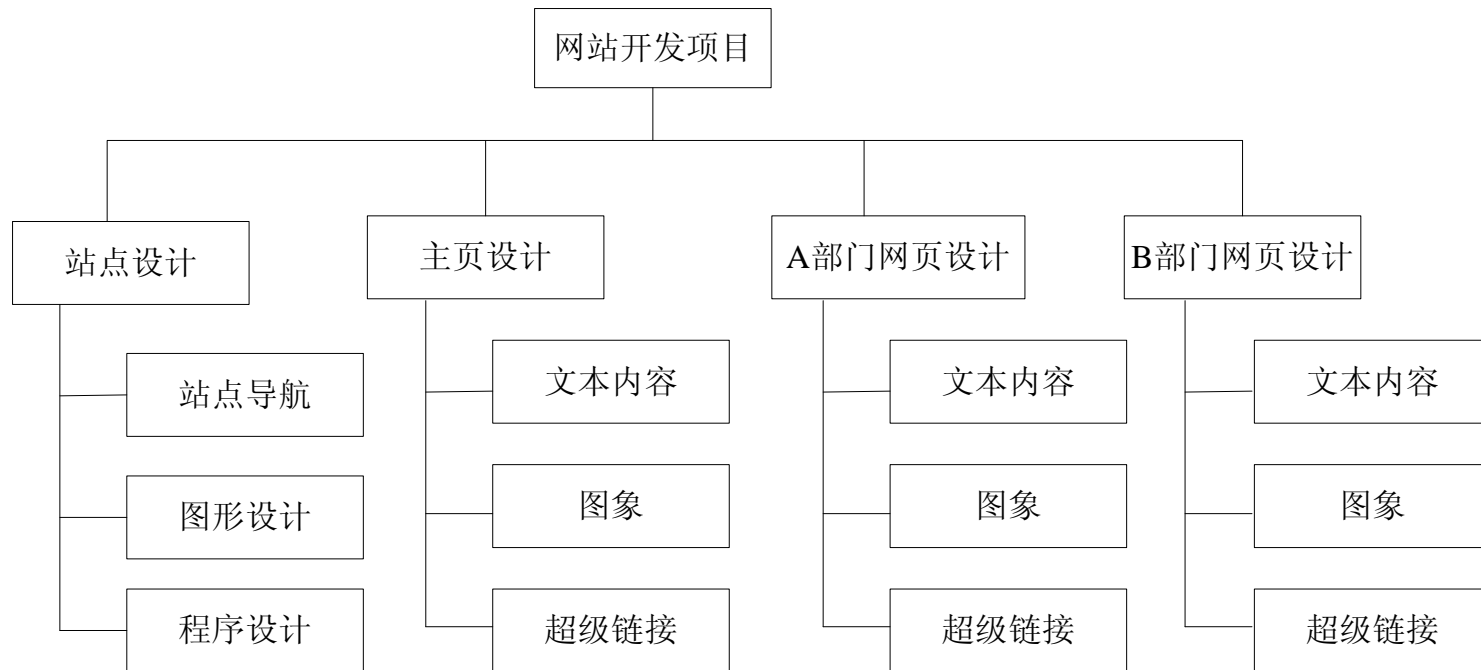 网站开发项目
站点设计
主页设计
A部门网页设计
B部门网页设计
站点导航
图形设计
程序设计
文本内容
图象
超级链接
文本内容
图象
超级链接
文本内容
图象
超级链接